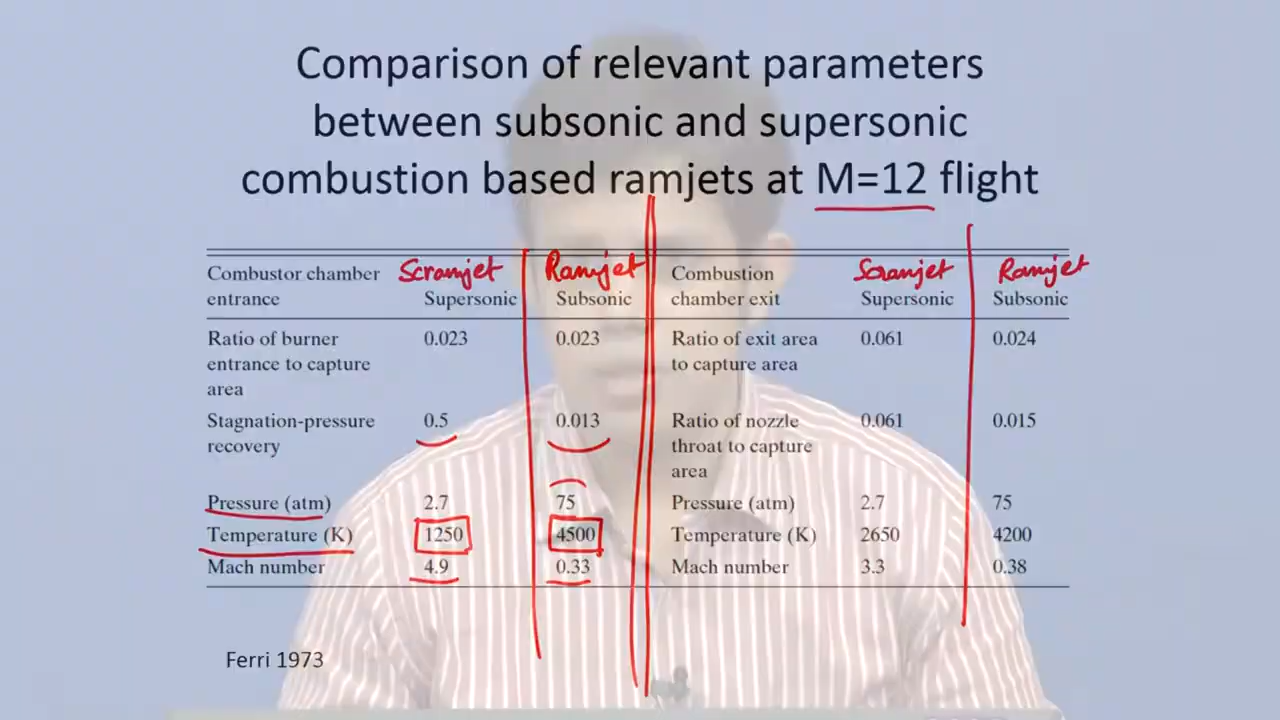 Comparison of relevant parameters
between subsonic and supersonic
combustion based ramjets at M=12 flight
Combustor chamber Scramjet Ramjet Combustion Scramjet Ramjet
entrance Supersonic Subsonic chamber exit Supersonic Subsonic
Ratio of burner 0.023 0.023 Ratio of exit area 0.061 0.024
entrance to capture to capture area
area
Stagnation-pressure 0.5 0.013 Ratio of nozzle 0.061 0.015
recovery throat to capture
area
Pressure (atm) 2.7 75 Pressure (atm) 2.7 75
Temperature (K) 1250 4500 Temperature (K) 2650 4200
Mach number 4.9 0.33 Mach number 3.3 0.38
Ferri 1973